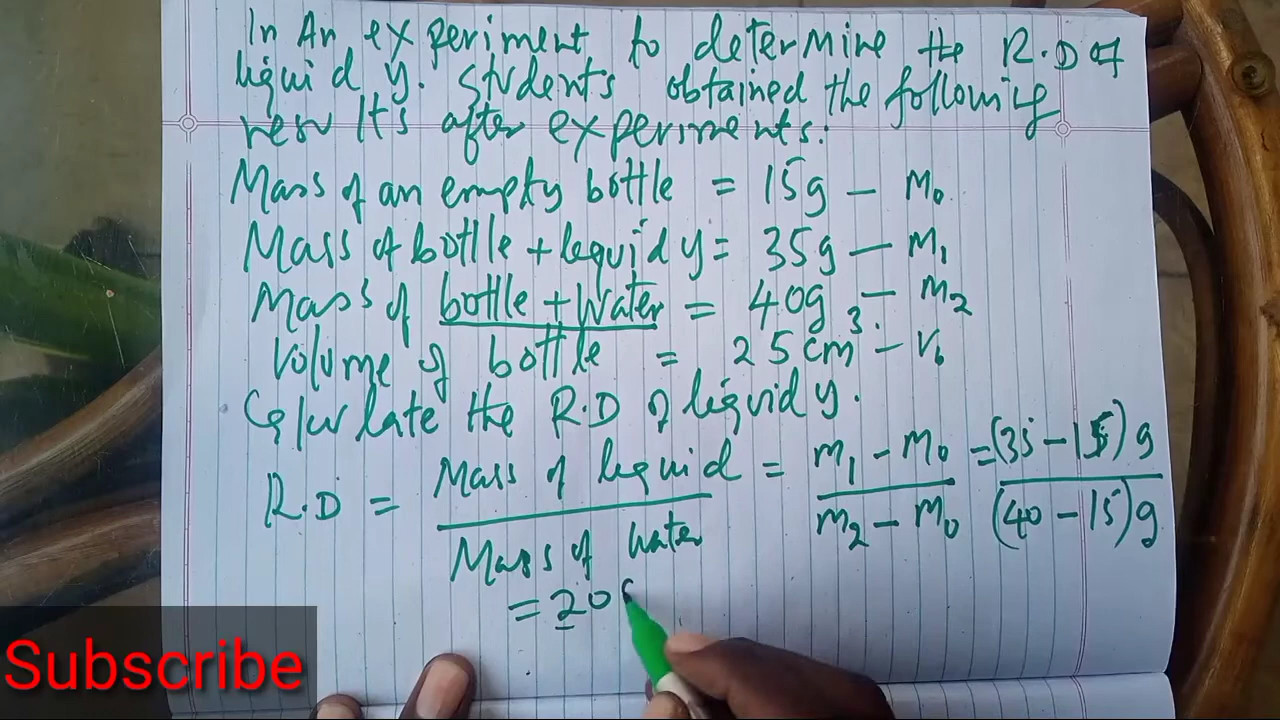 In An experiment to determine the R.D of
liquid y. Students obtained the following
results after experiments.
Mass of an empty bottle = 15g — M₀
Mass of bottle + liquid y = 35g — M₁
Mass of bottle + Water = 40g — M₂
Volume of bottle = 25cm³. — V₀
Calculate the R.D of liquid y.
R.D = Mass of liquid / Mass of water = m₁ - M₀ / m₂ - M₀ = (35 - 15)g / (40 - 15)g
= 20
Subscribe